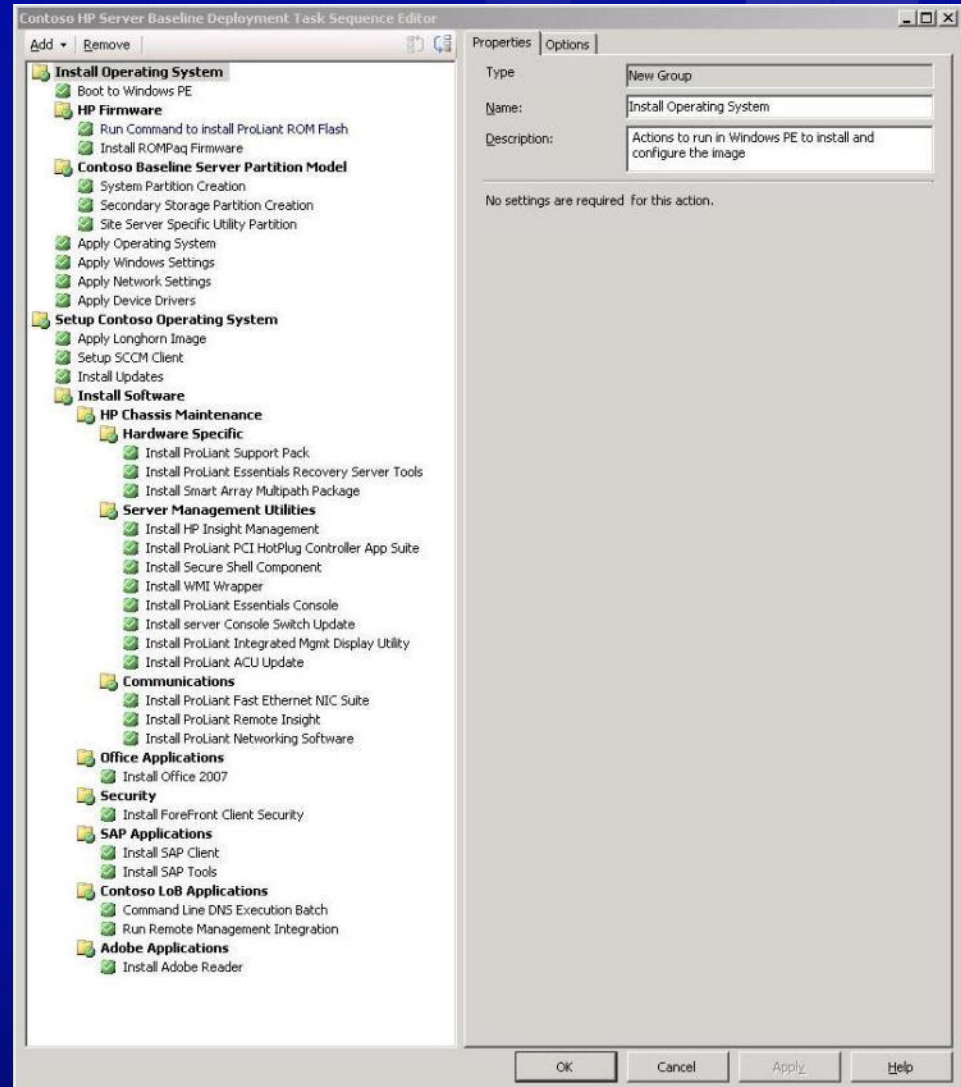 Contoso HP Server Baseline Deployment Task Sequence Editor
Add
Remove
Install Operating System
Boot to Windows PE
HP Firmware
Run Command to install ProLiant ROM Flash
Install ROMPaq Firmware
Contoso Baseline Server Partition Model
System Partition Creation
Secondary Storage Partition Creation
Site Server Specific Utility Partition
Apply Operating System
Apply Windows Settings
Apply Network Settings
Apply Device Drivers
Setup Contoso Operating System
Apply Longhorn Image
Setup SCCM Client
Install Updates
Install Software
HP Chassis Maintenance
Hardware Specific
Install ProLiant Support Pack
Install ProLiant Essentials Recovery Server Tools
Install Smart Array Multipath Package
Server Management Utilities
Install HP Insight Management
Install ProLiant PCI HotPlug Controller App Suite
Install Secure Shell Component
Install WMI Wrapper
Install ProLiant Essentials Console
Install server Console Switch Update
Install ProLiant Integrated Mgmt Display Utility
Install ProLiant ACU Update
Communications
Install ProLiant Fast Ethernet NIC Suite
Install ProLiant Remote Insight
Install ProLiant Networking Software
Office Applications
Install Office 2007
Security
Install ForeFront Client Security
SAP Applications
Install SAP Client
Install SAP Tools
Contoso LoB Applications
Command Line DNS Execution Batch
Run Remote Management Integration
Adobe Applications
Install Adobe Reader
Properties
Options
Type
New Group
Name:
Install Operating System
Description:
Actions to run in Windows PE to install and
configure the image
No settings are required for this action.
OK
Cancel
Apply
Help